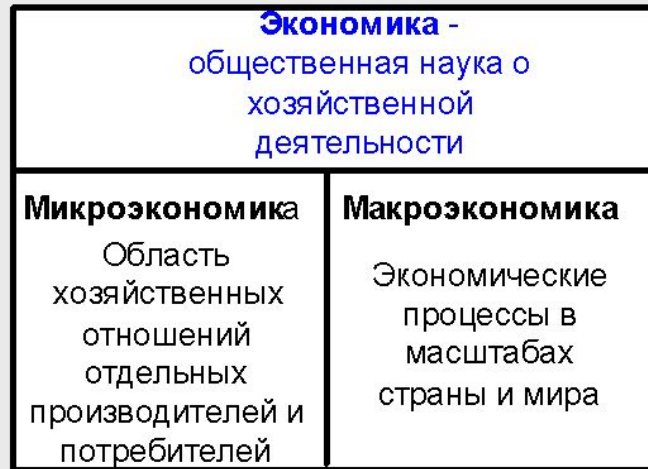 Экономика -
общественная наука о
хозяйственной
деятельности
Микроэкономика
Область
хозяйственных
отношений
отдельных
производителей и
потребителей
Макроэкономика
Экономические
процессы в
масштабах
страны и мира